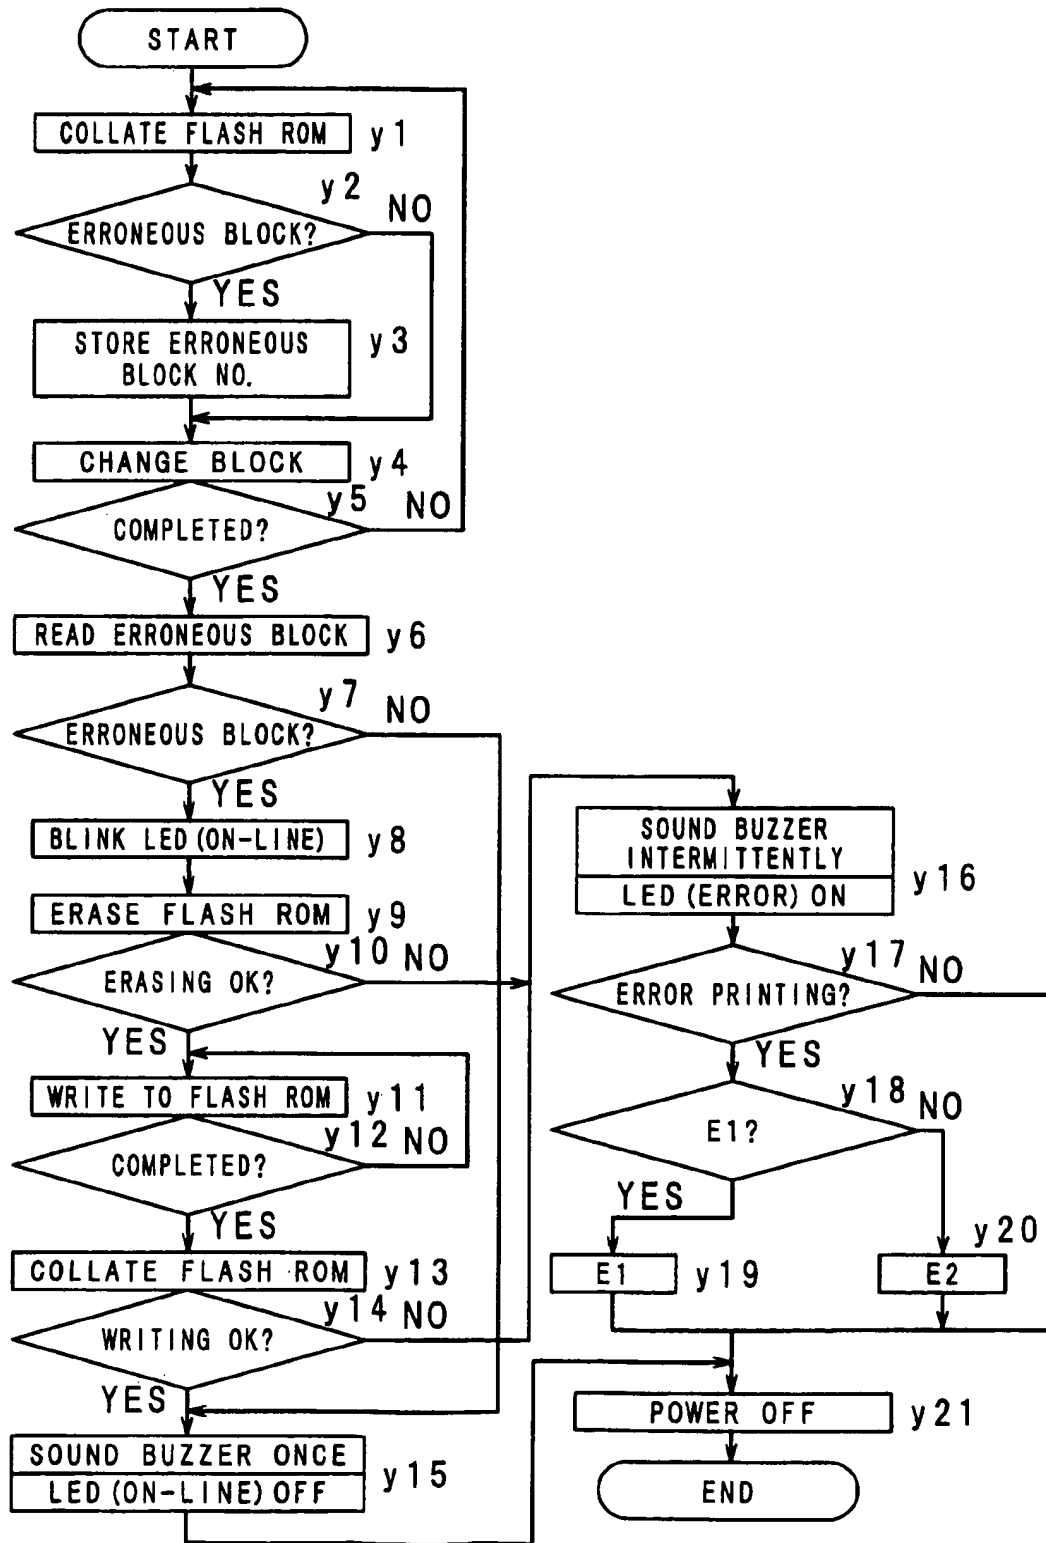 START
COLLATE FLASH ROM y1
y2
NO
ERRONEOUS BLOCK?
YES
STORE ERRONEOUS
BLOCK NO.
y3
CHANGE BLOCK y4
y5 NO
COMPLETED?
YES
READ ERRONEOUS BLOCK y6
y7
NO
ERRONEOUS BLOCK?
YES
BLINK LED (ON-LINE) y8
ERASE FLASH ROM y9
y10 NO
ERASING OK?
YES
WRITE TO FLASH ROM y11
y12 NO
COMPLETED?
YES
COLLATE FLASH ROM y13
y14 NO
WRITING OK?
YES
SOUND BUZZER ONCE
LED (ON-LINE) OFF
y15
SOUND BUZZER
INTERMITTENTLY
LED (ERROR) ON
y16
y17 NO
ERROR PRINTING?
YES
y18 NO
E1?
YES
E1 y19
y20
E2
POWER OFF y21
END